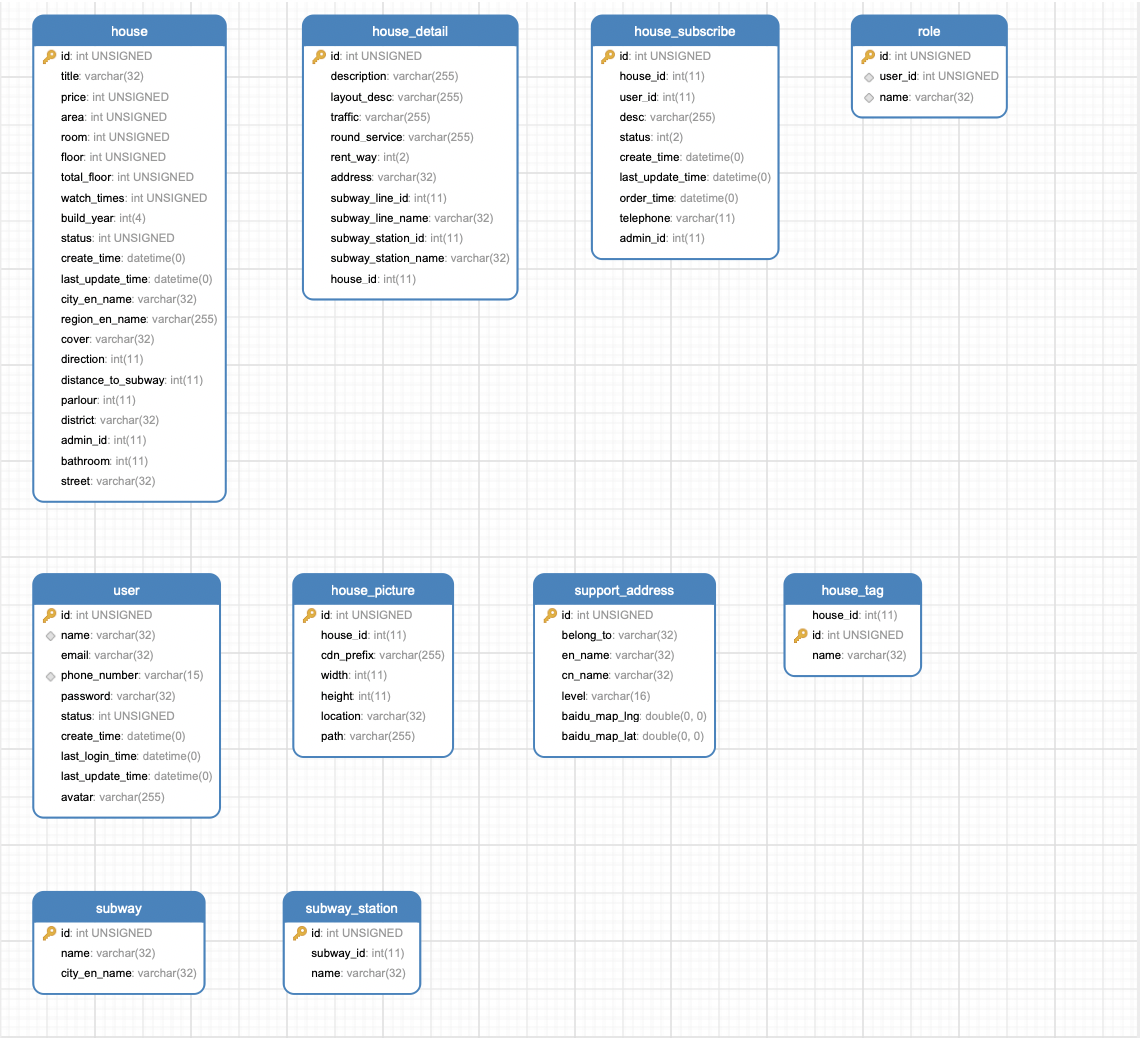 house
id: int UNSIGNED
title: varchar(32)
price: int UNSIGNED
area: int UNSIGNED
room: int UNSIGNED
floor: int UNSIGNED
total_floor: int UNSIGNED
watch_times: int UNSIGNED
build_year: int(4)
status: int UNSIGNED
create_time: datetime(0)
last_update_time: datetime(0)
city_en_name: varchar(32)
region_en_name: varchar(255)
cover: varchar(32)
direction: int(11)
distance_to_subway: int(11)
parlour: int(11)
district: varchar(32)
admin_id: int(11)
bathroom: int(11)
street: varchar(32)
house_detail
id: int UNSIGNED
description: varchar(255)
layout_desc: varchar(255)
traffic: varchar(255)
round_service: varchar(255)
rent_way: int(2)
address: varchar(32)
subway_line_id: int(11)
subway_line_name: varchar(32)
subway_station_id: int(11)
subway_station_name: varchar(32)
house_id: int(11)
house_subscribe
id: int UNSIGNED
house_id: int(11)
user_id: int(11)
desc: varchar(255)
status: int(2)
create_time: datetime(0)
last_update_time: datetime(0)
order_time: datetime(0)
telephone: varchar(11)
admin_id: int(11)
role
id: int UNSIGNED
user_id: int UNSIGNED
name: varchar(32)
user
id: int UNSIGNED
name: varchar(32)
email: varchar(32)
phone_number: varchar(15)
password: varchar(32)
status: int UNSIGNED
create_time: datetime(0)
last_login_time: datetime(0)
last_update_time: datetime(0)
avatar: varchar(255)
house_picture
id: int UNSIGNED
house_id: int(11)
cdn_prefix: varchar(255)
width: int(11)
height: int(11)
location: varchar(32)
path: varchar(255)
support_address
id: int UNSIGNED
belong_to: varchar(32)
en_name: varchar(32)
cn_name: varchar(32)
level: varchar(16)
baidu_map_lng: double(0, 0)
baidu_map_lat: double(0, 0)
house_tag
house_id: int(11)
id: int UNSIGNED
name: varchar(32)
subway
id: int UNSIGNED
name: varchar(32)
city_en_name: varchar(32)
subway_station
id: int UNSIGNED
subway_id: int(11)
name: varchar(32)